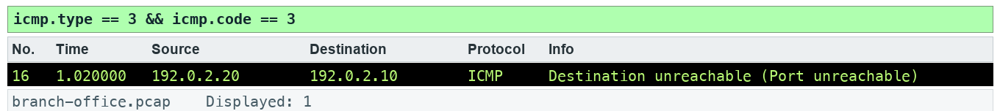 icmp.type == 3 && icmp.code == 3
No. Time Source Destination Protocol Info
16 1.020000 192.0.2.20 192.0.2.10 ICMP Destination unreachable (Port unreachable)
branch-office.pcap Displayed: 1